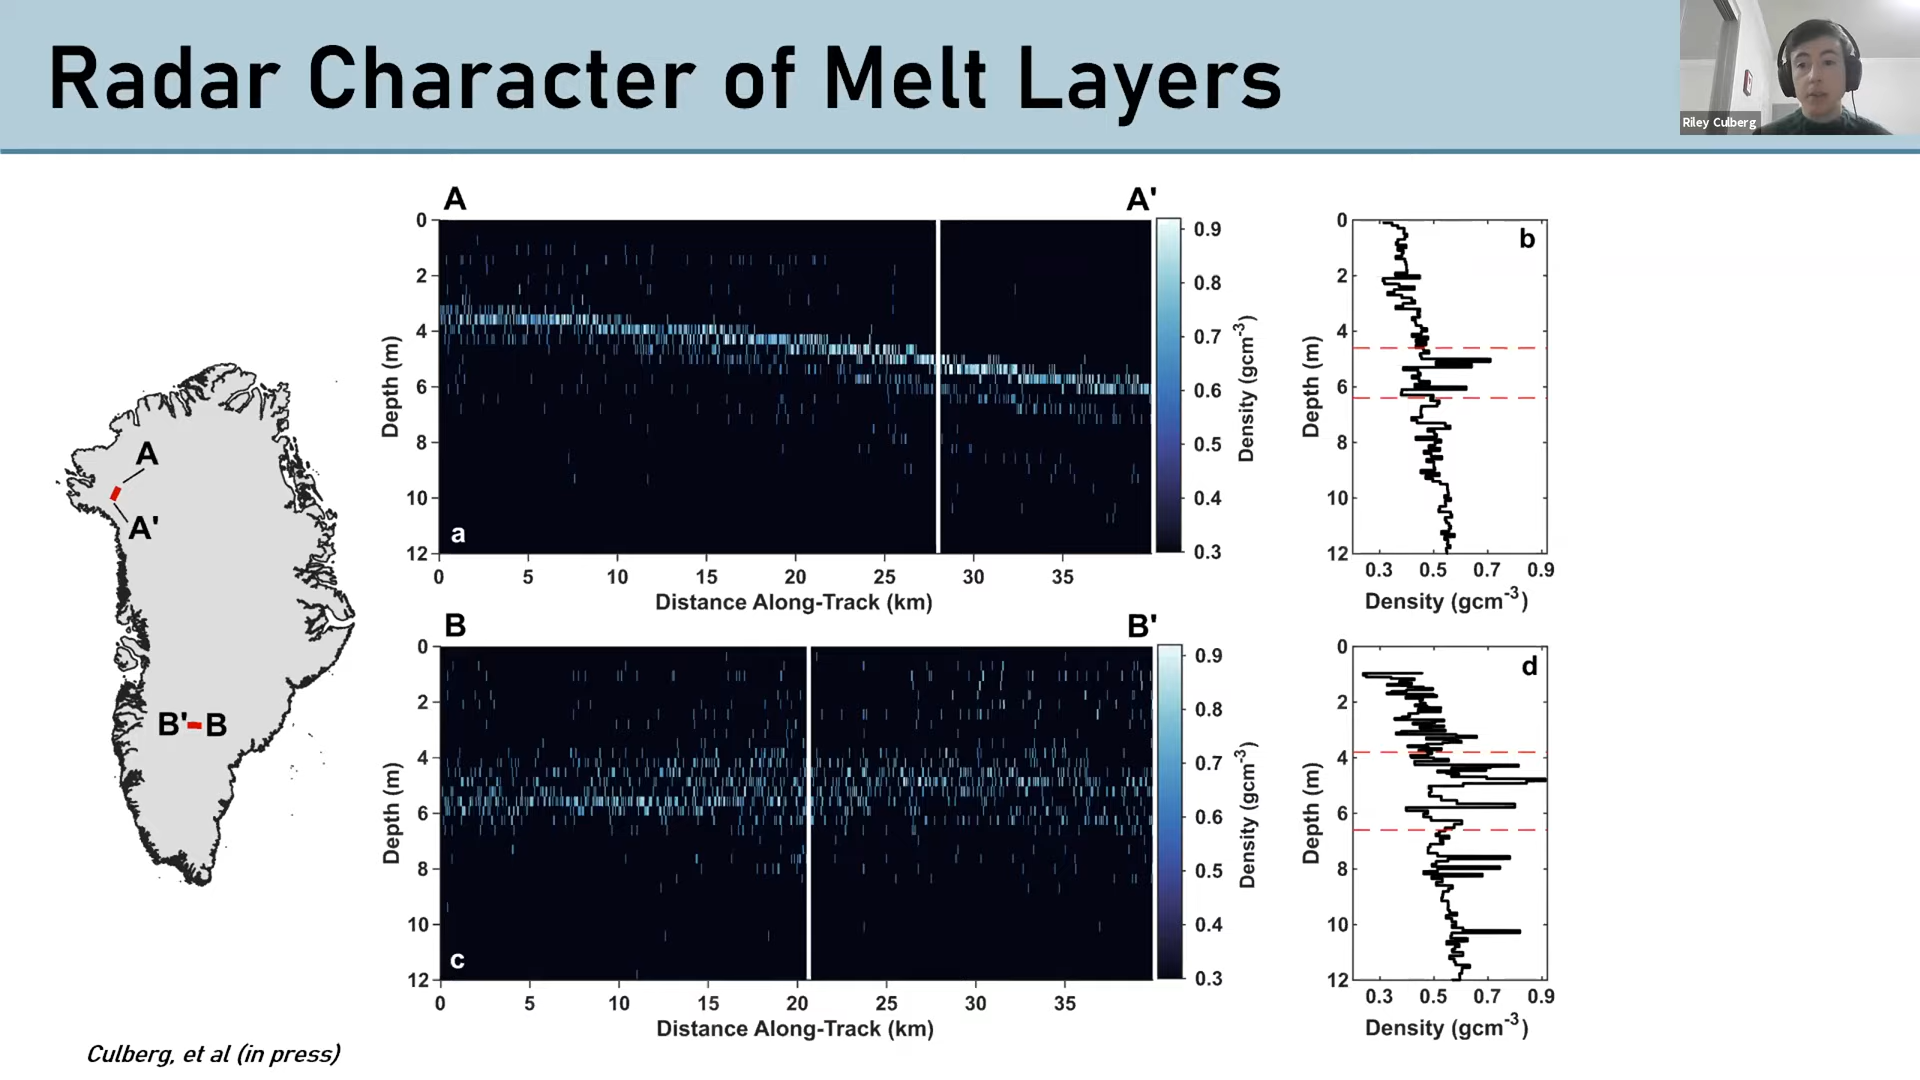 Radar Character of Melt Layers
Riley Culberg
A
A'
B'
B
A
A'
0
2
4
6
8
10
12
Depth (m)
a
0
5
10
15
20
25
30
35
Distance Along-Track (km)
0.9
0.8
0.7
0.6
0.5
0.4
0.3
Density (gcm-3)
b
0
2
4
6
8
10
12
Depth (m)
0.3
0.5
0.7
0.9
Density (gcm-3)
B
B'
0
2
4
6
8
10
12
Depth (m)
c
0
5
10
15
20
25
30
35
Distance Along-Track (km)
0.9
0.8
0.7
0.6
0.5
0.4
0.3
Density (gcm-3)
d
0
2
4
6
8
10
12
Depth (m)
0.3
0.5
0.7
0.9
Density (gcm-3)
Culberg, et al (in press)